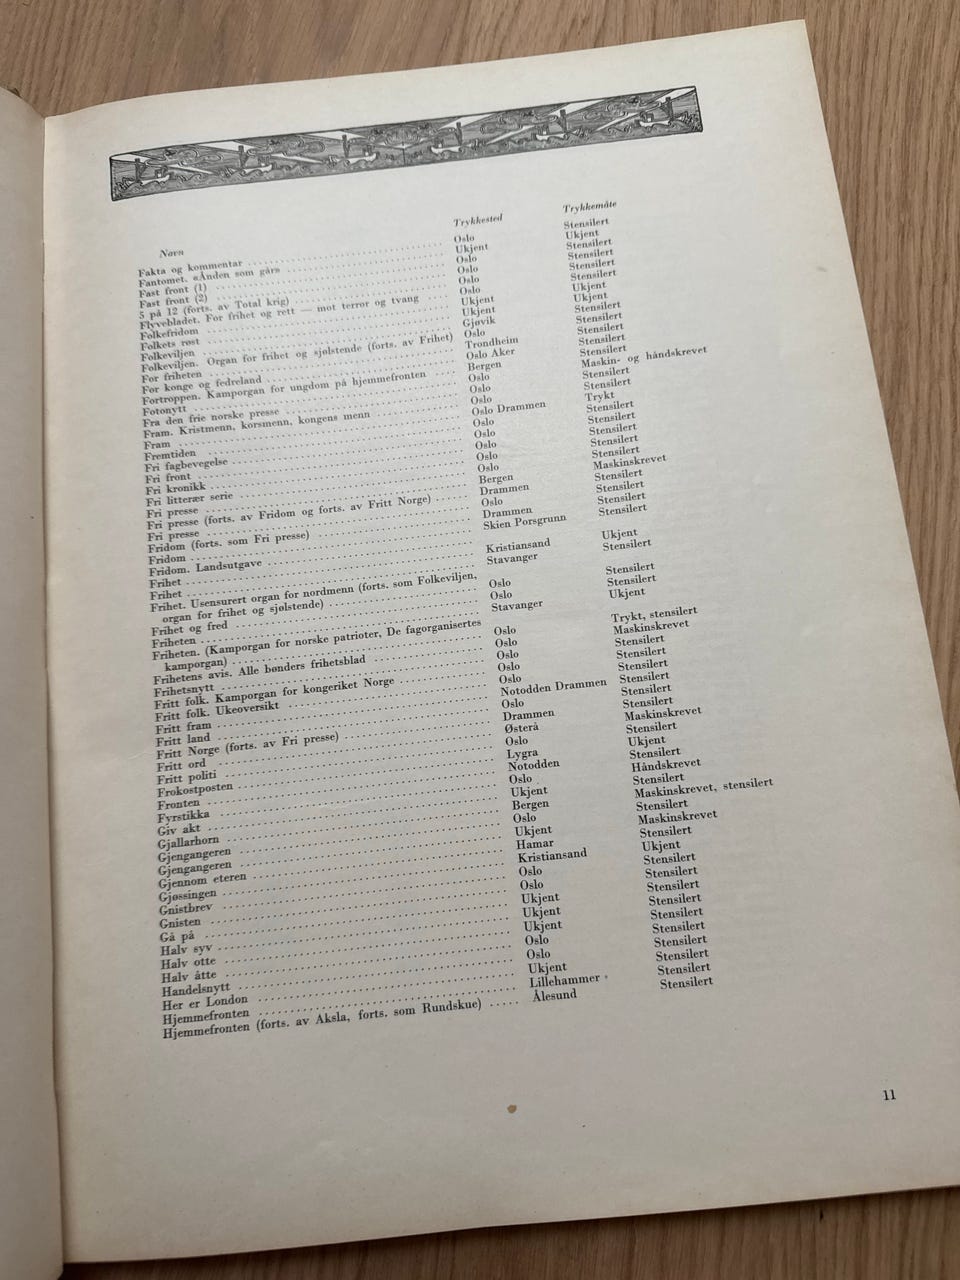 Navn
Fakta og kommentar
Fantomet. «Ånden som går»
Fast front (1)
Fast front (2)
5 på 12 (forts. av Total krig)
Flyvebladet. For frihet og rett — mot terror og tvang
Folkefridom
Folkets røst
Folkeviljen
Folkeviljen. Organ for frihet og sjølstende (forts. av Frihet)
For friheten
For konge og fedreland
Fortroppen. Kamporgan for ungdom på hjemmefronten
Fotonytt
Fra den frie norske presse
Fram. Kristmenn, korsmenn, kongens menn
Fram
Fremtiden
Fri fagbevegelse
Fri front
Fri kronikk
Fri litterær serie
Fri presse
Fri presse (forts. av Fridom og forts. av Fritt Norge)
Fri presse
Fridom (forts. som Fri presse)
Fridom
Fridom. Landsutgave
Frihet
Frihet
Frihet. Usensurert organ for nordmenn (forts. som Folkeviljen,
organ for frihet og sjølstende)
Frihet og fred
Friheten
Friheten. (Kamporgan for norske patrioter, De fagorganisertes
kamporgan)
Frihetens avis. Alle bønders frihetsblad
Frihetsnytt
Fritt folk. Kamporgan for kongeriket Norge
Fritt folk. Ukeoversikt
Fritt fram
Fritt land
Fritt Norge (forts. av Fri presse)
Fritt ord
Fritt politi
Frokostposten
Fronten
Fyrstikka
Giv akt
Gjallarhorn
Gjengangeren
Gjengangeren
Gjennom eteren
Gjøssingen
Gnistbrev
Gnisten
Gå på
Halv syv
Halv otte
Halv åtte
Handelsnytt
Her er London
Hjemmefronten
Hjemmefronten (forts. av Aksla, forts. som Rundskue)
Trykkested
Oslo
Ukjent
Oslo
Oslo
Oslo
Oslo
Ukjent
Ukjent
Gjøvik
Oslo
Trondheim
Oslo Aker
Bergen
Oslo
Oslo
Oslo
Oslo Drammen
Oslo
Oslo
Oslo
Oslo
Oslo
Bergen
Drammen
Oslo
Drammen
Skien Porsgrunn
Kristiansand
Stavanger
Oslo
Oslo
Stavanger
Oslo
Oslo
Oslo
Oslo
Oslo
Notodden Drammen
Oslo
Drammen
Østerå
Oslo
Lygra
Notodden
Oslo
Ukjent
Bergen
Oslo
Ukjent
Hamar
Kristiansand
Oslo
Oslo
Ukjent
Ukjent
Ukjent
Oslo
Oslo
Ukjent
Lillehammer
Ålesund
Trykkemåte
Stensilert
Ukjent
Stensilert
Stensilert
Stensilert
Stensilert
Ukjent
Ukjent
Stensilert
Stensilert
Stensilert
Stensilert
Maskin- og håndskrevet
Stensilert
Stensilert
Trykt
Stensilert
Stensilert
Stensilert
Stensilert
Stensilert
Maskinskrevet
Stensilert
Stensilert
Stensilert
Stensilert
Ukjent
Stensilert
Stensilert
Stensilert
Ukjent
Trykt, stensilert
Maskinskrevet
Stensilert
Stensilert
Stensilert
Stensilert
Stensilert
Stensilert
Maskinskrevet
Stensilert
Ukjent
Stensilert
Håndskrevet
Stensilert
Maskinskrevet, stensilert
Stensilert
Maskinskrevet
Stensilert
Ukjent
Stensilert
Stensilert
Stensilert
Stensilert
Stensilert
Stensilert
Stensilert
Stensilert
Stensilert
Stensilert
11